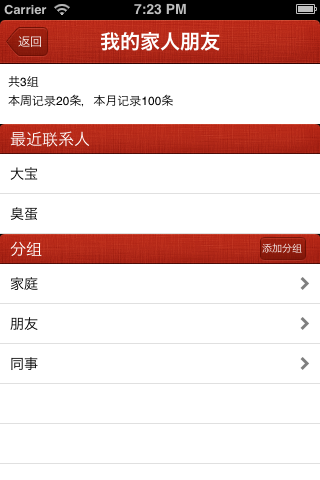 Carrier 7:23 PM
返回 我的家人朋友
共3组
本周记录20条，本月记录100条
最近联系人
大宝
臭蛋
分组 添加分组
家庭
朋友
同事